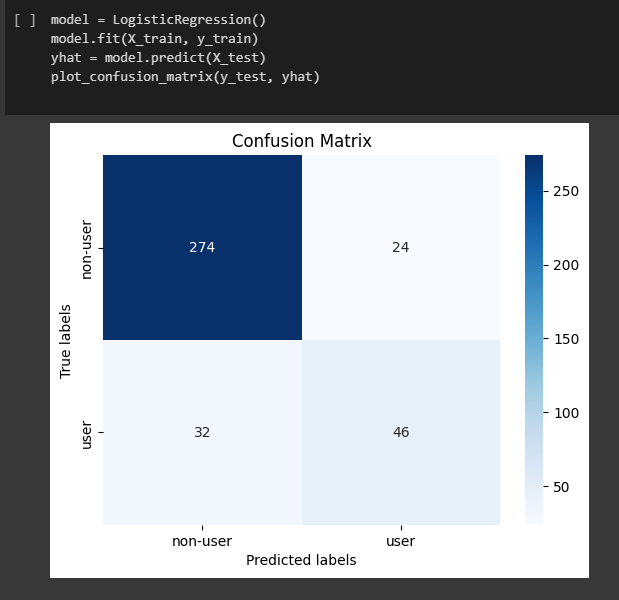 [ ] model = LogisticRegression()
model.fit(X_train, y_train)
yhat = model.predict(X_test)
plot_confusion_matrix(y_test, yhat)
Confusion Matrix
True labels
non-user
user
274
24
32
46
non-user
user
Predicted labels
250
200
150
100
50